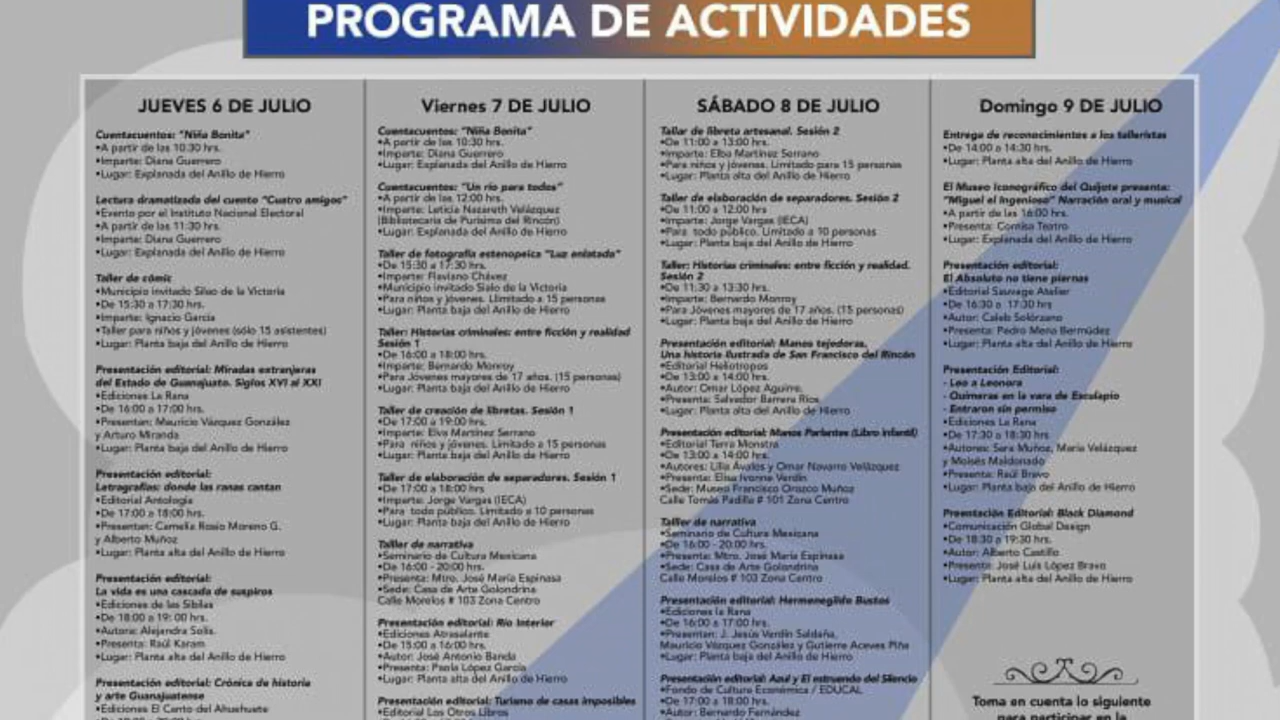 PROGRAMA DE ACTIVIDADES
JUEVES 6 DE JULIO
Cuentacuentos: "Niña Bonita"
•A partir de las 10:30 hrs.
•Imparte: Diana Guerrero
•Lugar: Explanada del Anillo de Hierro
Lectura dramatizada del cuento "Cuatro amigos"
•Evento por el Instituto Nacional Electoral
•A partir de las 11:30 hrs.
•Imparte: Diana Guerrero
•Lugar: Explanada del Anillo de Hierro
Taller de cómic
•Municipio invitado Silao de la Victoria
•De 15:30 a 17:30 hrs.
•Imparte: Ignacio García
•Taller para niños y jóvenes (sólo 15 asistentes)
•Lugar: Planta baja del Anillo de Hierro
Presentación editorial: Miradas extranjeras
del Estado de Guanajuato. Siglos XVI al XXI
•Ediciones La Rana
•De 16:00 a 17:00 hrs.
•Presentan: Mauricio Vázquez González
y Arturo Miranda
•Lugar: Planta baja del Anillo de Hierro
Presentación editorial:
Letragrafías: donde las ranas cantan
•Editorial Antología
•De 17:00 a 18:00 hrs.
•Presentan: Camelia Rosio Moreno G.
y Alberto Muñoz
•Lugar: Planta alta del Anillo de Hierro
Presentación editorial:
La vida es una cascada de suspiros
•Ediciones de las Sibilas
•De 18:00 a 19: 00 hrs.
•Autora: Alejandra Solis.
•Presenta: Raúl Karam
•Lugar: Planta alta del Anillo de Hierro
Presentación editorial: Crónica de historia
y arte Guanajuatense
•Ediciones El Canto del Ahuehuete
Viernes 7 DE JULIO
Cuentacuentos: "Niña Bonita"
•A partir de las 10:30 hrs.
•Imparte: Diana Guerrero
•Lugar: Explanada del Anillo de Hierro
Cuentacuentos: "Un río para todos"
•A partir de las 12:00 hrs.
•Imparte: Leticia Nazareth Velázquez
(Bibliotecaria de Purísima del Rincón)
•Lugar: Explanada del Anillo de Hierro
Taller de fotografía estenopeica "Luz enlatada"
•De 15:30 a 17:30 hrs.
•Imparte: Flaviano Chávez
•Municipio invitado Sialo de la Victoria
•Para niños y jóvenes. Llimitado a 15 personas
•Lugar: Planta baja del Anillo de Hierro
Taller: Historias criminales: entre ficción y realidad
Sesión 1
•De 16:00 a 18:00 hrs.
•Imparte: Bernardo Monroy
•Para Jóvenes mayores de 17 años. (15 personas)
•Lugar: Planta baja del Anillo de Hierro
Taller de creación de libretas. Sesión 1
•De 17:00 a 19:00 hrs.
•Imparte: Elva Martínez Serrano
•Para niños y jóvenes. Limitado a 15 personas
•Lugar: Planta baja del Anillo de Hierro
Taller de elaboración de separadores. Sesión 1
•De 17:00 a 18:00 hrs
•Imparte: Jorge Vargas (IECA)
•Para todo público. Limitado a 10 personas
•Lugar: Planta baja del Anillo de Hierro
Talller de narrativa
•Seminario de Cultura Mexicana
•De 16:00 - 20:00 hrs.
•Presenta: Mtro. José María Espinasa
•Sede: Casa de Arte Golondrina
Calle Morelos # 103 Zona Centro
Presentación editorial: Río Interior
•Ediciones Atrasalante
•De 15:00 a 16:00 hrs.
•Autor: José Antonio Banda
•Presenta: Paola López García
•Lugar: Planta alta del Anillo de Hierro
Presentación editorial: Turismo de casas imposibles
•Editorial Los Otros Libros
SÁBADO 8 DE JULIO
Tallar de libreta artesanal. Sesión 2
•De 11:00 a 13:00 hrs.
•Imparte: Elba Martínez Serrano
•Para niños y jóvenes. Limitado para 15 personas
•Lugar: Planta alta del Anillo de Hierro
Taller de elaboración de separadores. Sesión 2
•De 11:00 a 12:00 hrs
•Imparte: Jorge Vargas (IECA)
•Para todo público. Limitado a 10 personas
•Lugar: Planta baja del Anillo de Hierro
Taller: Historias criminales: entre ficción y realidad.
Sesión 2
•De 11:30 a 13:30 hrs.
•Imparte: Bernardo Monroy
•Para Jóvenes mayores de 17 años. (15 personas)
•Lugar: Planta baja del Anillo de Hierro
Presentación editorial: Manos tejedoras.
Una historia ilustrada de San Francisco del Rincón
•Editorial Heliotropos
•De 13:00 a 14:00 hrs.
•Autor: Omar López Aguirre.
•Presenta: Salvador Barrera Ríos.
•Lugar: Planta alta del Anillo de Hierro
Presentación editorial: Manos Parlantes (Libro infantil)
•Editorial Terra Monstra
•De 13:00 a 14:00 hrs.
•Autores: Lilia Ávalos y Omar Navarro Velázquez
•Presenta: Elisa Ivonne Verdín
•Sede: Museo Francisco Orozco Muñoz
Calle Tomás Padilla # 101 Zona Centro
Talller de narrativa
•Seminario de Cultura Mexicana
•De 16:00 - 20:00 hrs.
•Presenta: Mtro. José María Espinasa
•Sede: Casa de Arte Golondrina
Calle Morelos # 103 Zona Centro
Presentación editorial: Hermenegildo Bustos
•Ediciones la Rana
•De 16:00 a 17:00 hrs.
•Presentan: J. Jesús Verdín Saldaña,
Mauricio Vázquez González y Gutierre Aceves Piña
•Lugar: Planta baja del Anillo de Hierro
Presentación editorial: Azul y El estruendo del Silencio
•Fondo de Cultura Económica / EDUCAL
•De 17:00 a 18:00 hrs.
•Autor: Bernardo Fernández
Domingo 9 DE JULIO
Entrega de reconocimientos a los talleristas
•De 14:00 a 14:30 hrs.
•Lugar: Planta alta del Anillo de Hierro
El Museo Iconográfico del Quijote presenta:
"Miguel el Ingenioso" Narración oral y musical
•A partir de las 16:00 hrs.
•Presenta: Cornisa Teatro
•Lugar: Explanada del Anillo de Hierro
Presentación editorial:
El Absoluto no tiene piernas
•Editorial Sauvage Atelier
•De 16:30 a 17:30 hrs
•Autor: Caleb Solórzano
•Presenta: Pedro Mena Bermúdez
•Lugar: Planta alta del Anillo de Hierro
Presentación Editorial:
- Leo a Leonora
- Quimeras en la vara de Esculapio
- Entraron sin permiso
•Ediciones La Rana
•De 17:30 a 18:30 hrs.
•Autores: Sara Muñoz, María Velázquez
y Moisés Maldonado
•Presenta: Raúl Bravo
•Lugar: Planta baja del Anillo de Hierro
Presentación Editorial: Black Diamond
•Comunicación Global Design
•De 18:30 a 19:30 hrs.
•Autor: Alberto Castillo
•Presenta: José Luis López Bravo
•Lugar: Planta alta del Anillo de Hierro
Toma en cuenta lo siguiente
para participar en la